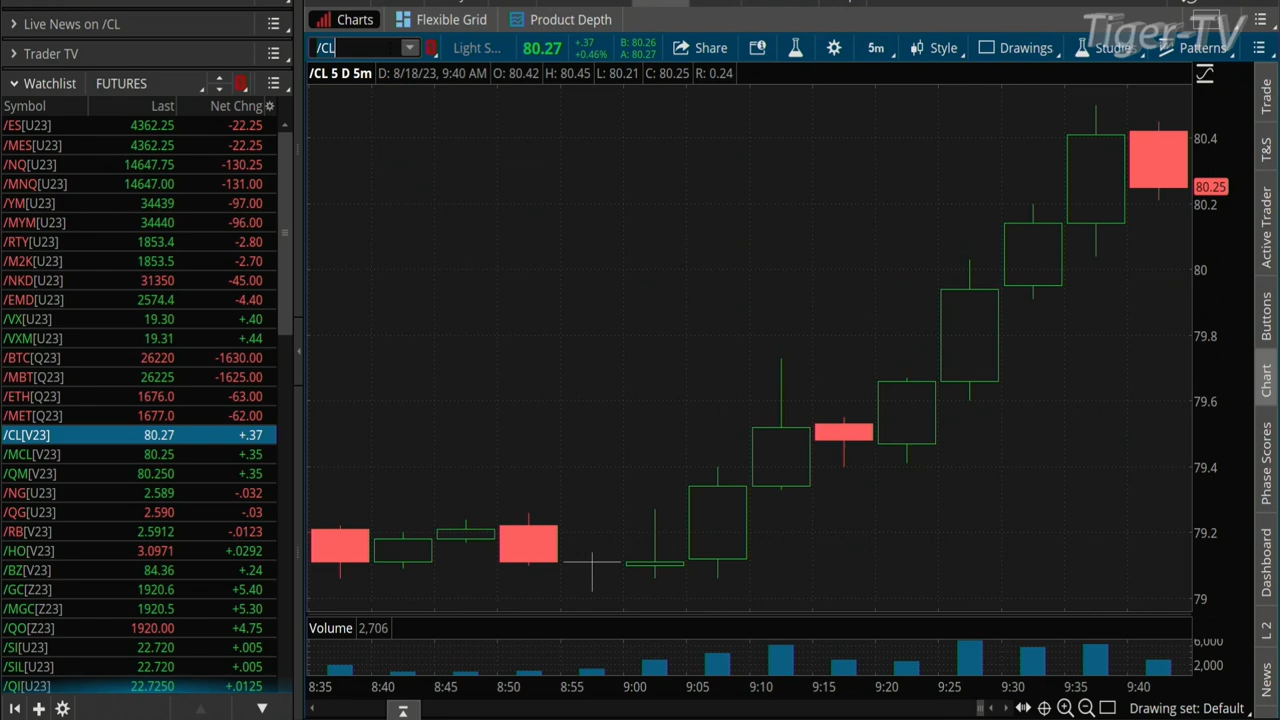 Live News on /CL
Trader TV
Watchlist FUTURES
Symbol Last Net Chng
/ES[U23] 4362.25 -22.25
/MES[U23] 4362.25 -22.25
/NQ[U23] 14647.75 -130.25
/MNQ[U23] 14647.00 -131.00
/YM[U23] 34439 -97.00
/MYM[U23] 34440 -96.00
/RTY[U23] 1853.4 -2.80
/M2K[U23] 1853.5 -2.70
/NKD[U23] 31350 -45.00
/EMD[U23] 2574.4 -4.40
/VX[U23] 19.30 +.40
/VXM[U23] 19.31 +.44
/BTC[Q23] 26220 -1630.00
/MBT[Q23] 26225 -1625.00
/ETH[Q23] 1676.0 -63.00
/MET[Q23] 1677.0 -62.00
/CL[V23] 80.27 +.37
/MCL[V23] 80.25 +.35
/QM[V23] 80.250 +.35
/NG[U23] 2.589 -.032
/QG[U23] 2.590 -.03
/RB[V23] 2.5912 -.0123
/HO[V23] 3.0971 +.0292
/BZ[V23] 84.36 +.24
/GC[Z23] 1920.6 +5.40
/MGC[Z23] 1920.5 +5.30
/QO[Z23] 1920.00 +4.75
/SI[U23] 22.720 +.005
/SIL[U23] 22.720 +.005
/QI[U23] 22.7250 +.0125
Charts Flexible Grid Product Depth
Tiger-TV
/CL Light S... 80.27 +.37 +0.46% B: 80.26 A: 80.27 Share 5m Style Drawings Studies Patterns
/CL 5 D 5m D: 8/18/23, 9:40 AM O: 80.42 H: 80.45 L: 80.21 C: 80.25 R: 0.24
80.4
80.25
80.2
80
79.8
79.6
79.4
79.2
79
Volume 2,706
6,000
2,000
8:35 8:40 8:45 8:50 8:55 9:00 9:05 9:10 9:15 9:20 9:25 9:30 9:35 9:40
Drawing set: Default
Trade
T&S
Active Trader
Buttons
Chart
Phase Scores
Dashboard
L 2
News